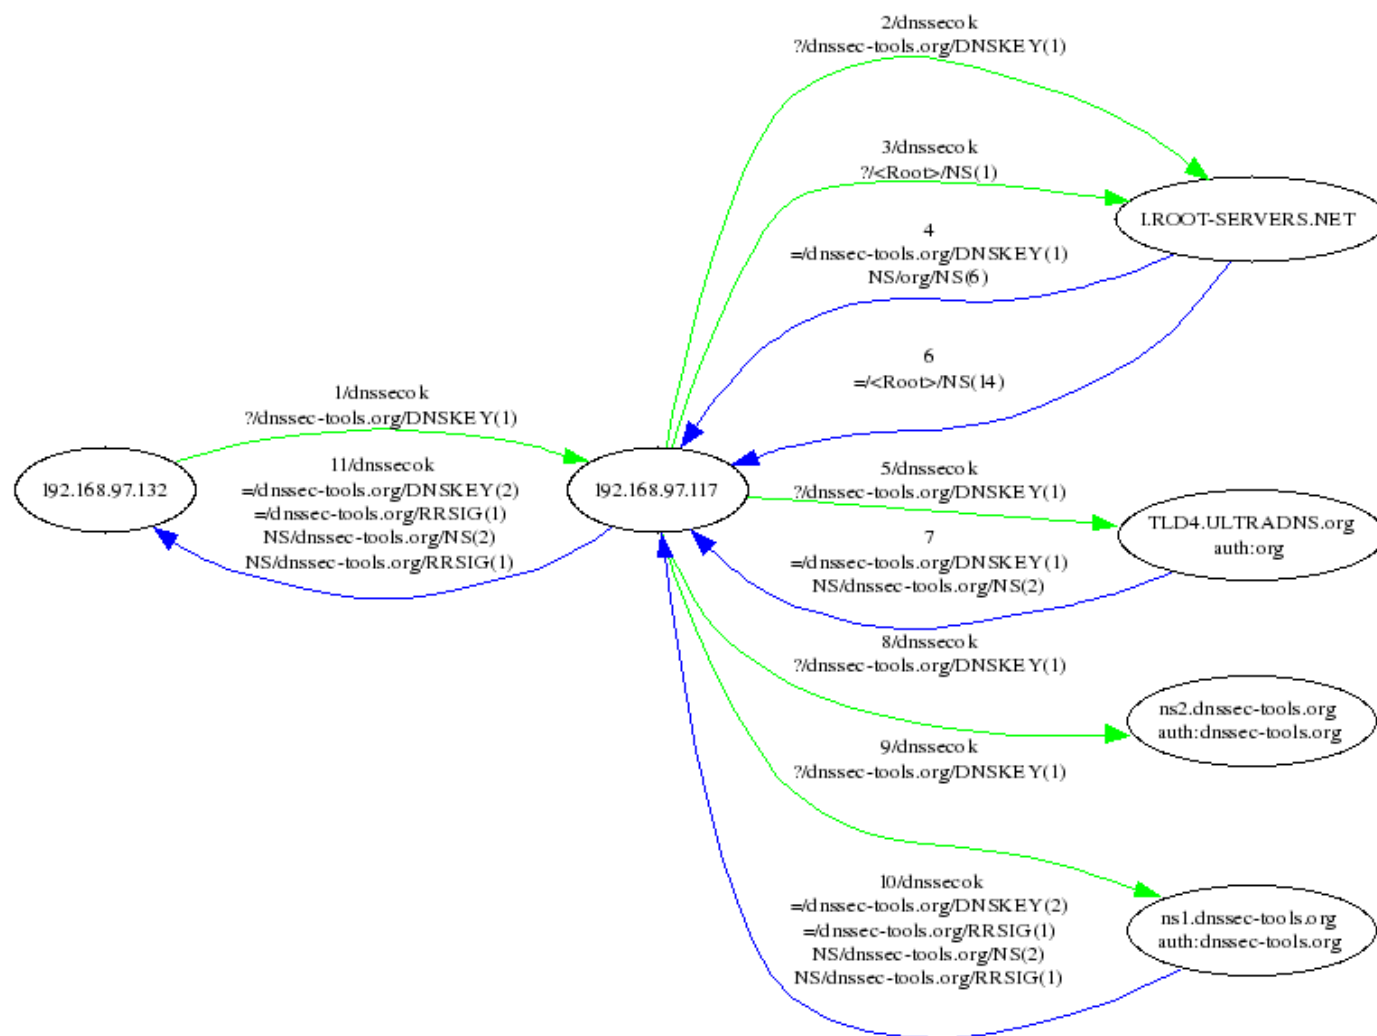 2/dnssecok
?/dnssec-tools.org/DNSKEY(1)
3/dnssecok
?/<Root>/NS(1)
I.ROOT-SERVERS.NET
4
=/dnssec-tools.org/DNSKEY(1)
NS/org/NS(6)
6
=/<Root>/NS(14)
1/dnssecok
?/dnssec-tools.org/DNSKEY(1)
192.168.97.132
11/dnssecok
=/dnssec-tools.org/DNSKEY(2)
=/dnssec-tools.org/RRSIG(1)
NS/dnssec-tools.org/NS(2)
NS/dnssec-tools.org/RRSIG(1)
192.168.97.117
5/dnssecok
?/dnssec-tools.org/DNSKEY(1)
TLD4.ULTRADNS.org
auth:org
7
=/dnssec-tools.org/DNSKEY(1)
NS/dnssec-tools.org/NS(2)
8/dnssecok
?/dnssec-tools.org/DNSKEY(1)
ns2.dnssec-tools.org
auth:dnssec-tools.org
9/dnssecok
?/dnssec-tools.org/DNSKEY(1)
10/dnssecok
=/dnssec-tools.org/DNSKEY(2)
=/dnssec-tools.org/RRSIG(1)
NS/dnssec-tools.org/NS(2)
NS/dnssec-tools.org/RRSIG(1)
ns1.dnssec-tools.org
auth:dnssec-tools.org